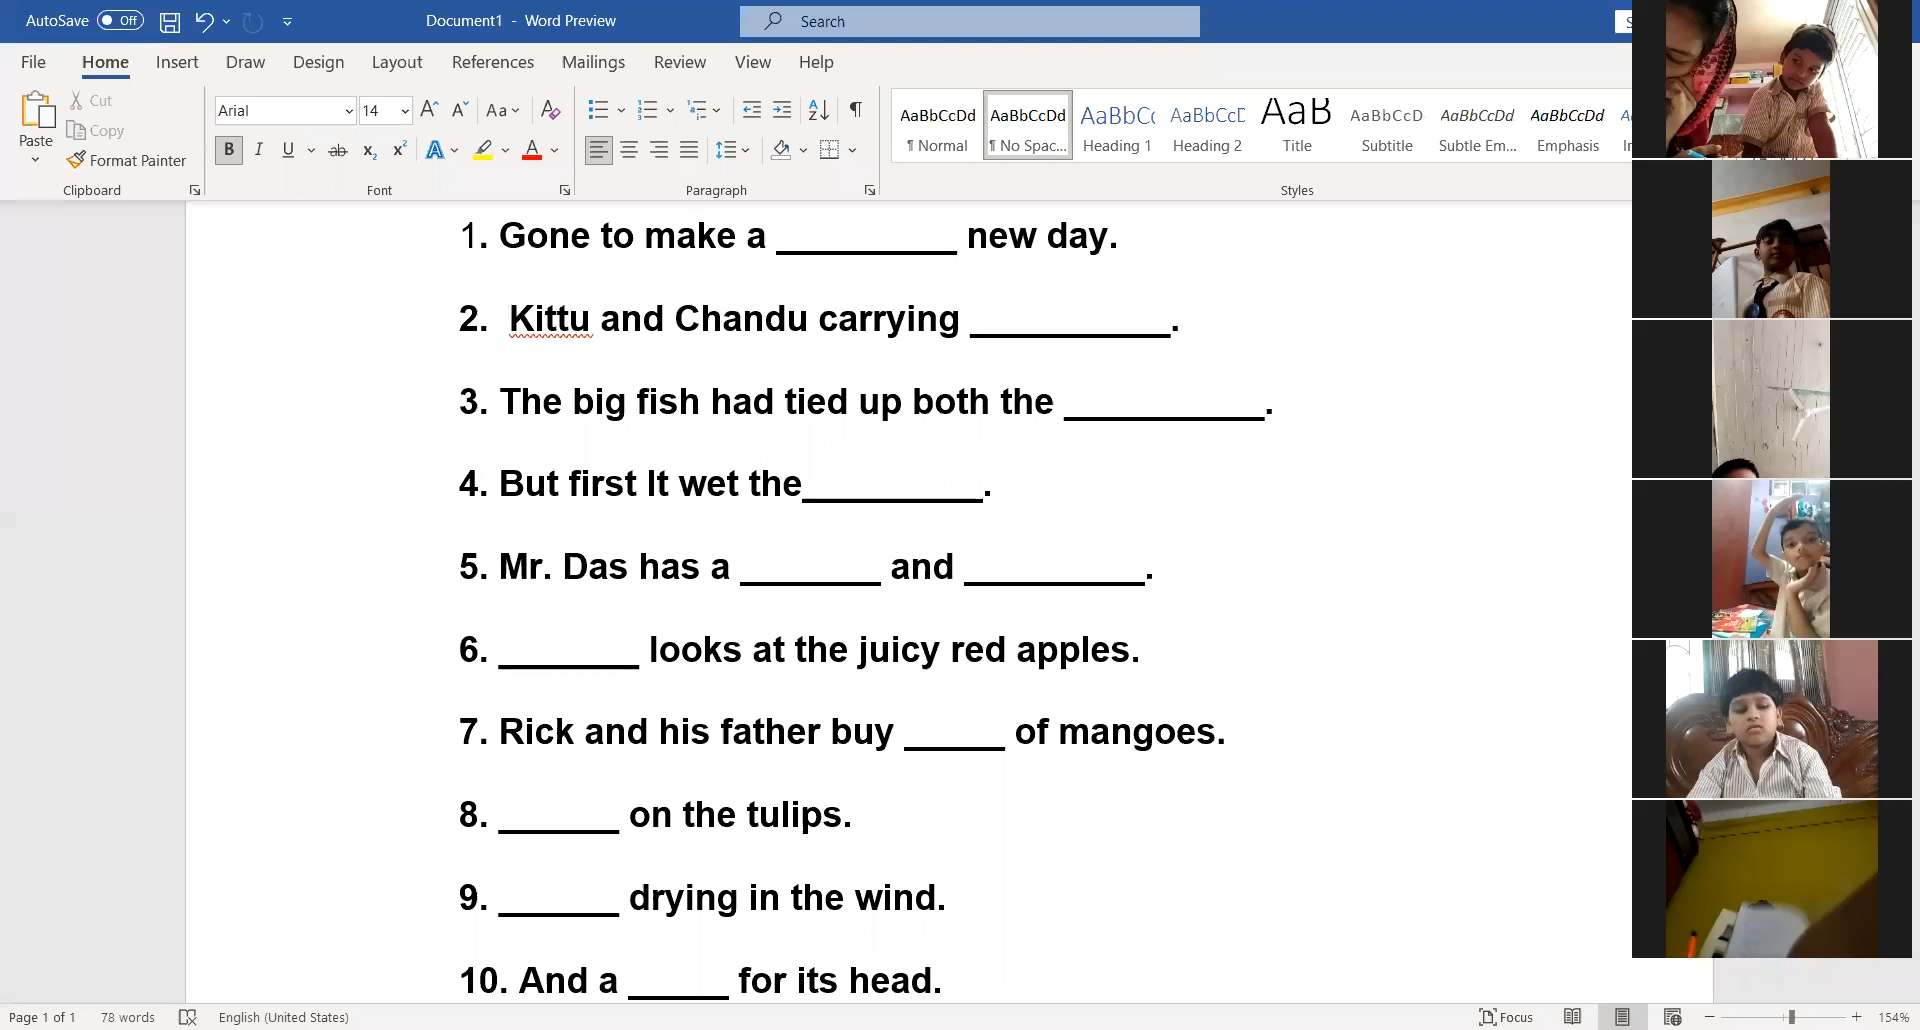 AutoSave Off Document1 - Word Preview Search
File Home Insert Draw Design Layout References Mailings Review View Help
Paste Cut Copy Format Painter Clipboard
Arial 14 Font
Paragraph
AaBbCcDd AaBbCcDd AaBbC AaBbCcD AaB AaBbCcD AaBbCcDd AaBbCcDd
¶ Normal ¶ No Spac... Heading 1 Heading 2 Title Subtitle Subtle Em... Emphasis
Styles
1. Gone to make a _________ new day.
2. Kittu and Chandu carrying __________.
3. The big fish had tied up both the __________.
4. But first It wet the_________.
5. Mr. Das has a _______ and _________.
6. _______ looks at the juicy red apples.
7. Rick and his father buy _____ of mangoes.
8. ______ on the tulips.
9. ______ drying in the wind.
10. And a _____ for its head.
Page 1 of 1 78 words English (United States) Focus 154%